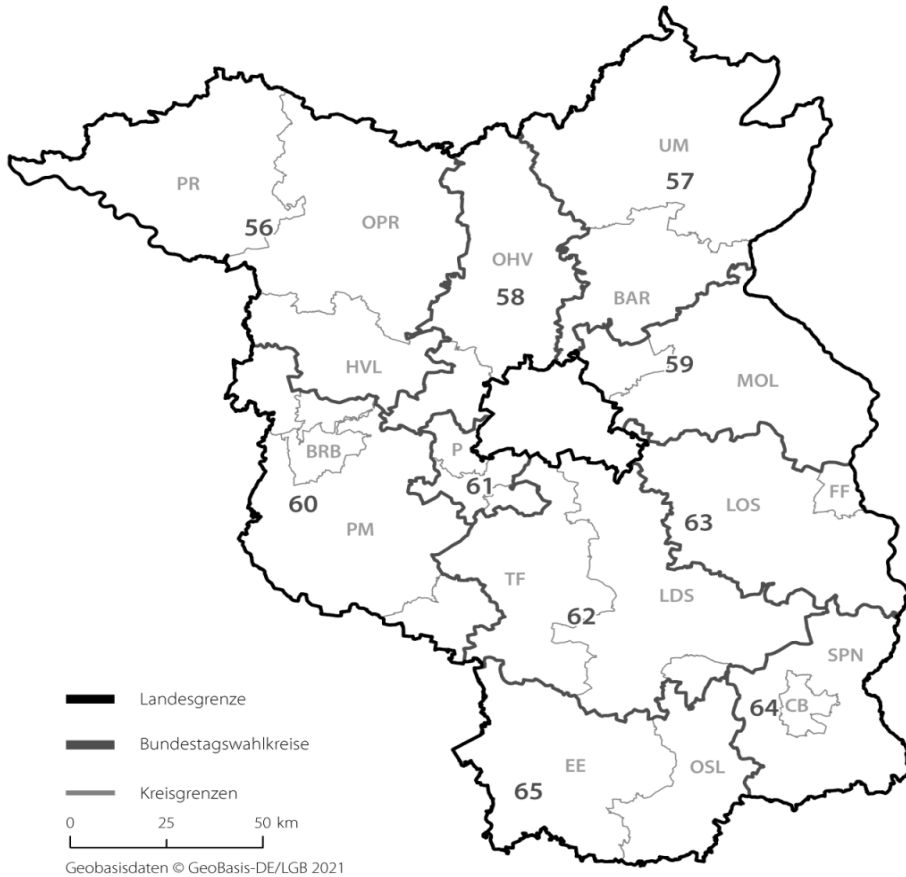 UM
57
PR
56
OPR
OHV
58
BAR
HVL
59
MOL
BRB
P
61
60
PM
FF
LOS
63
TF
LDS
62
SPN
64
CB
EE
OSL
65
Landesgrenze
Bundestagswahlkreise
Kreisgrenzen
0 25 50 km
Geobasisdaten © GeoBasis-DE/LGB 2021